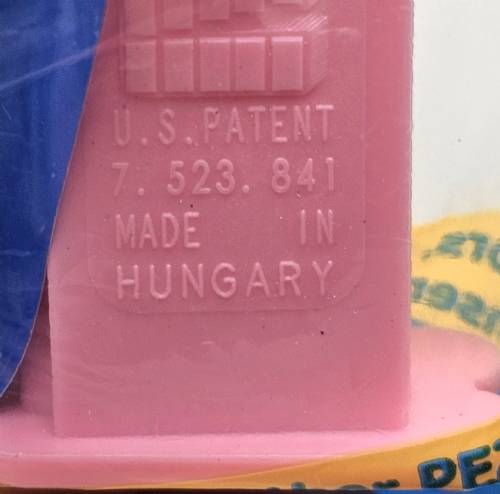 U.S. PATENT
7. 523. 841
MADE IN
HUNGARY